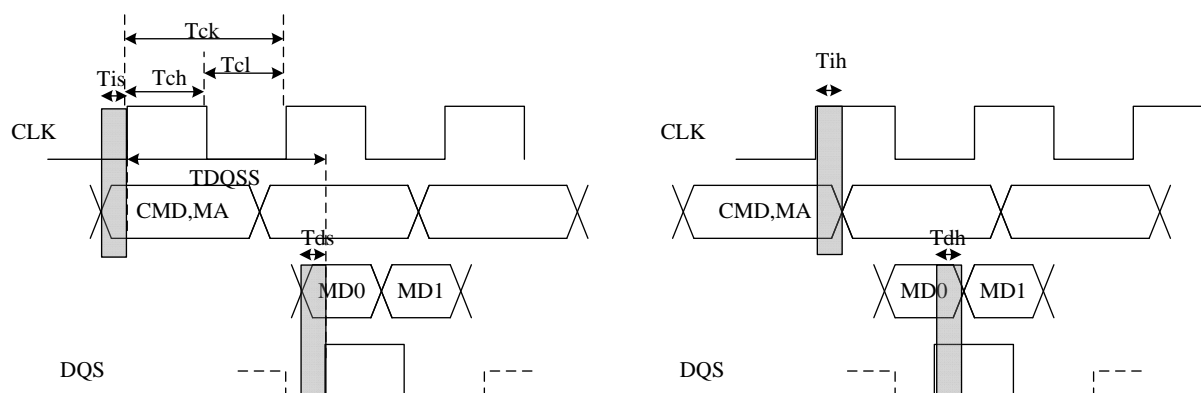 Tck
Tcl
Tis Tch
Tih
CLK
CLK
TDQSS
CMD,MA
CMD,MA
Tds
Tdh
MD0 MD1
MD0 MD1
DQS
DQS